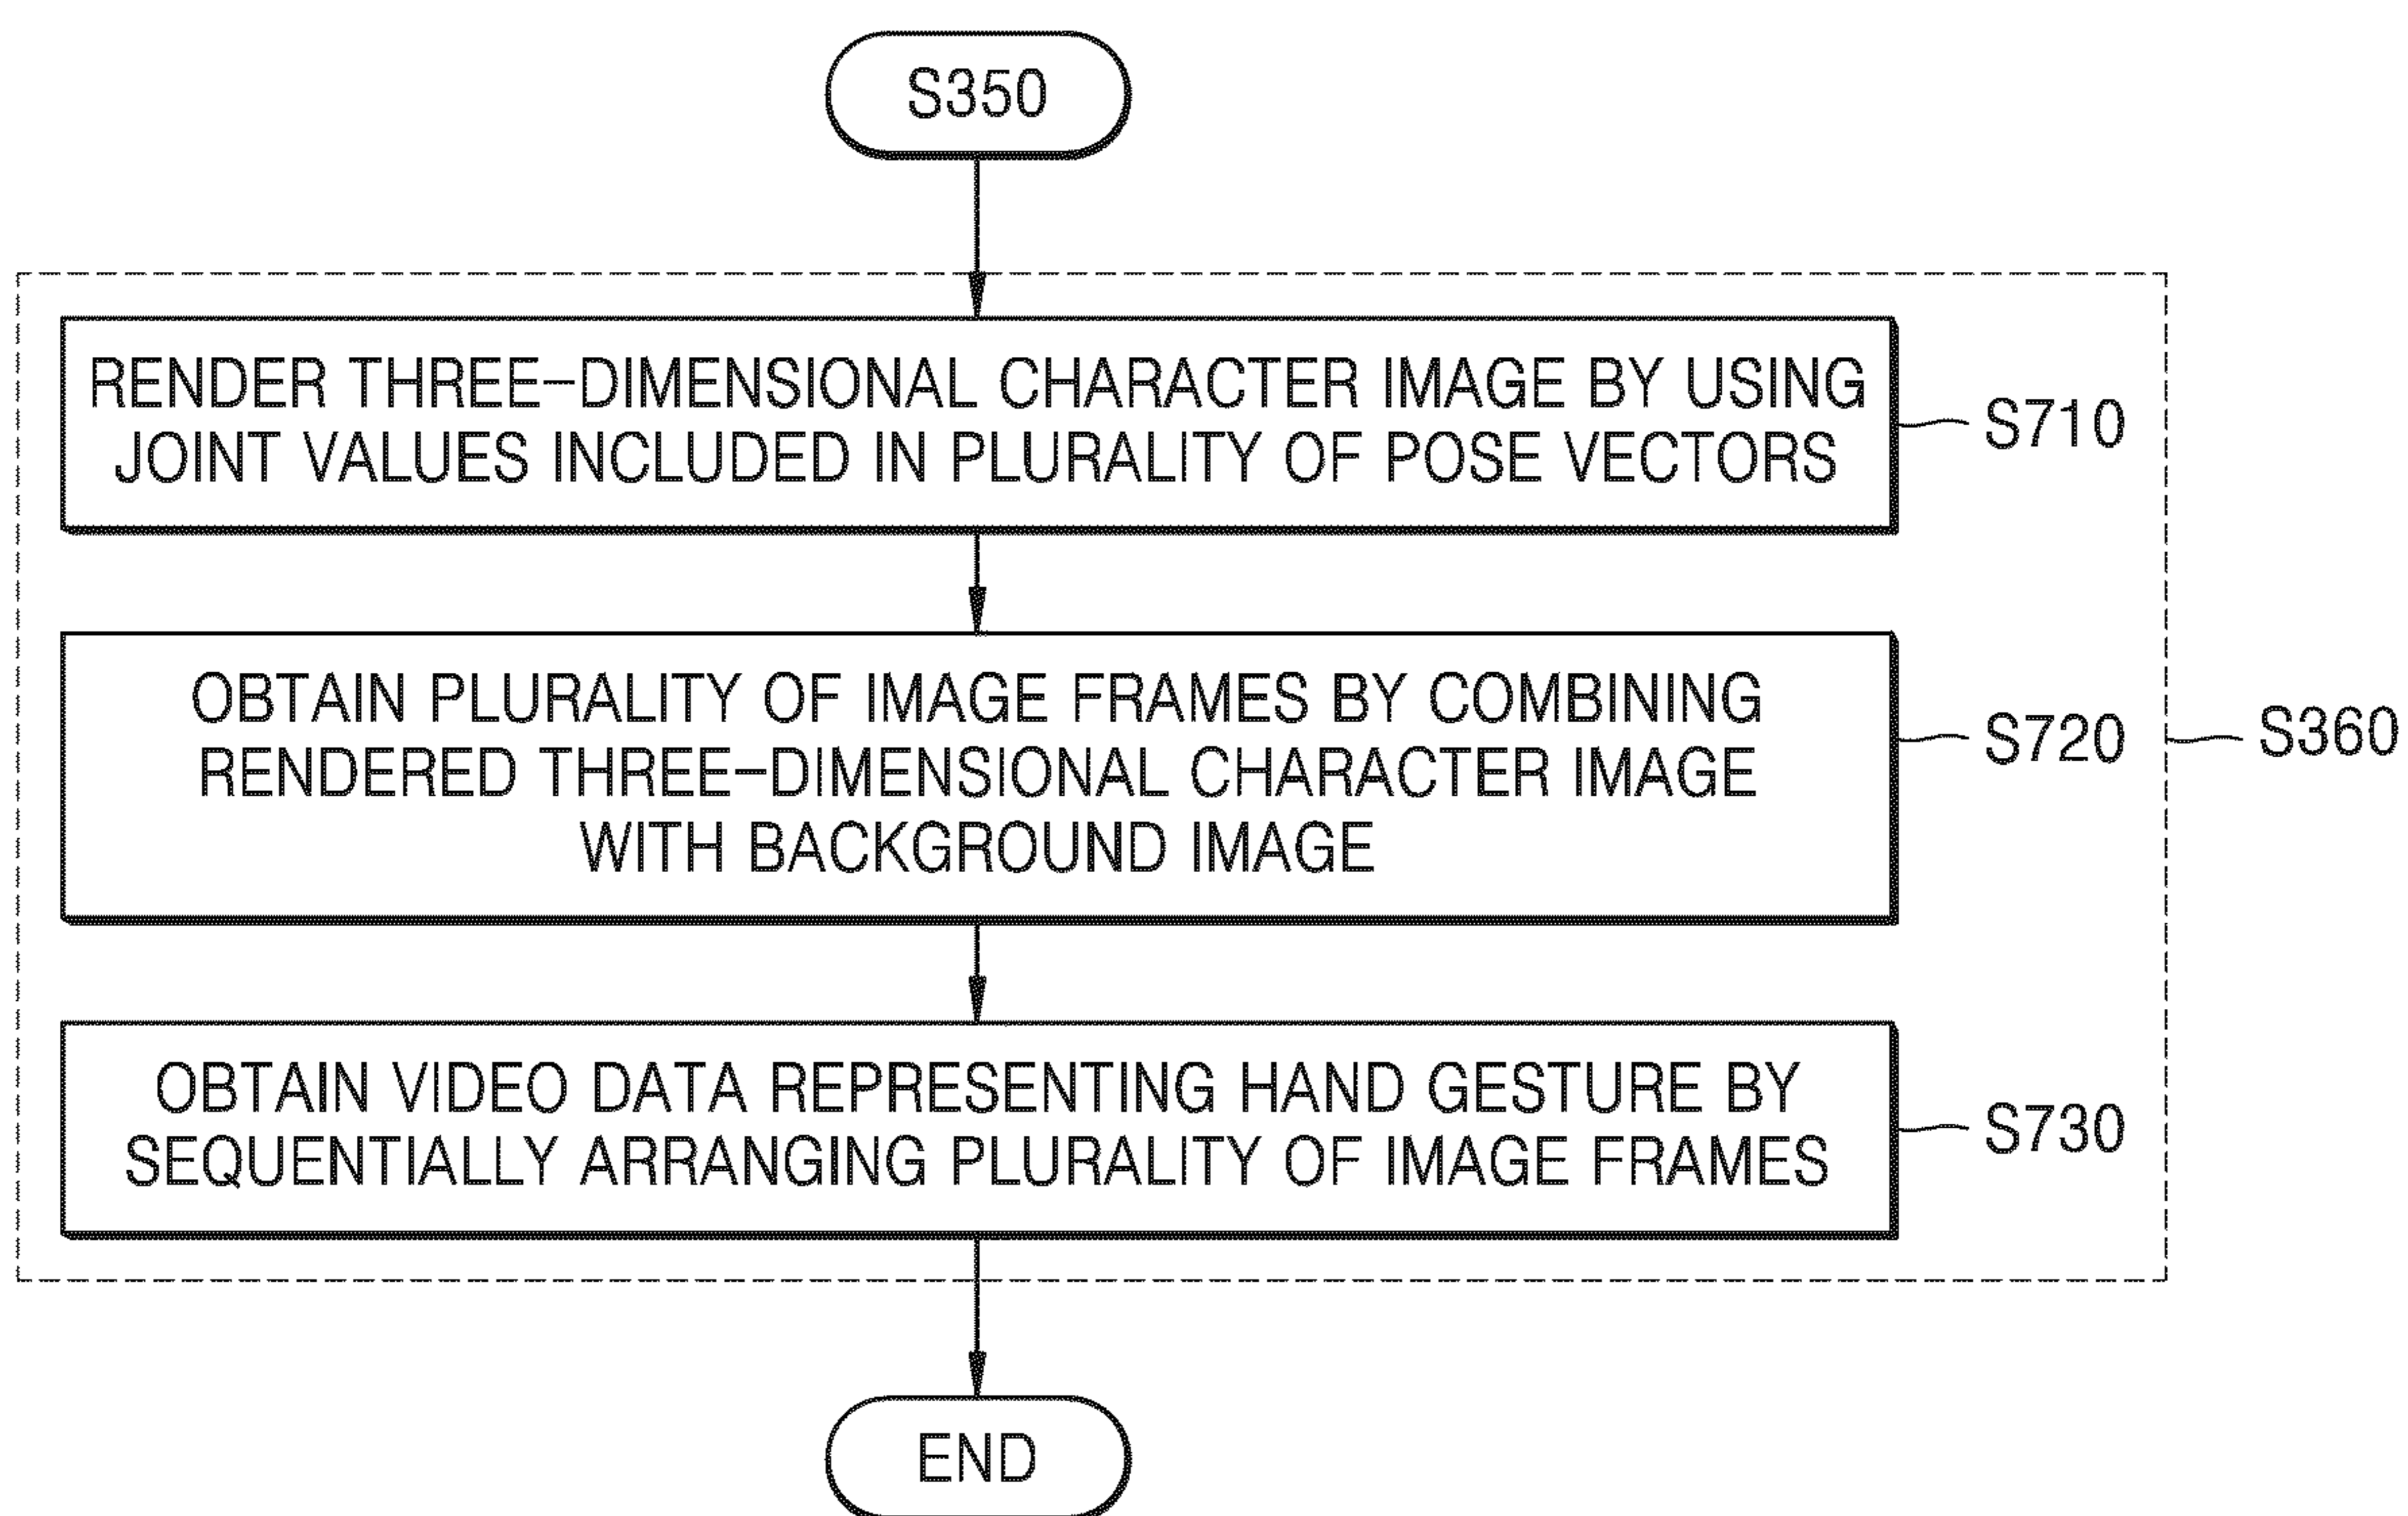 S350
RENDER THREE-DIMENSIONAL CHARACTER IMAGE BY USING
JOINT VALUES INCLUDED IN PLURALITY OF POSE VECTORS
S710
OBTAIN PLURALITY OF IMAGE FRAMES BY COMBINING
RENDERED THREE-DIMENSIONAL CHARACTER IMAGE
WITH BACKGROUND IMAGE
S720
S360
OBTAIN VIDEO DATA REPRESENTING HAND GESTURE BY
SEQUENTIALLY ARRANGING PLURALITY OF IMAGE FRAMES
S730
END